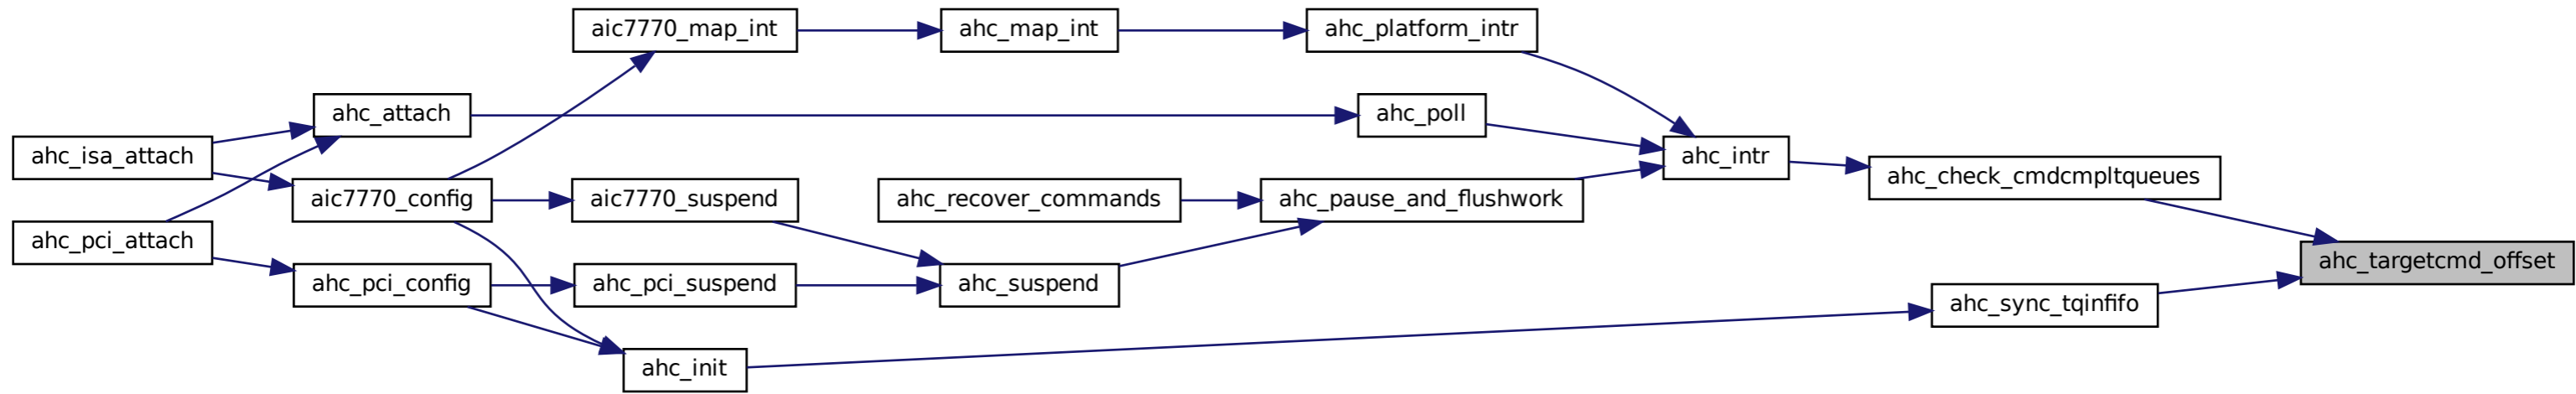 aic7770_map_int
ahc_map_int
ahc_platform_intr
ahc_attach
ahc_poll
ahc_isa_attach
ahc_intr
ahc_check_cmdcmpltqueues
aic7770_config
aic7770_suspend
ahc_recover_commands
ahc_pause_and_flushwork
ahc_pci_attach
ahc_targetcmd_offset
ahc_pci_config
ahc_pci_suspend
ahc_suspend
ahc_sync_tqinfifo
ahc_init